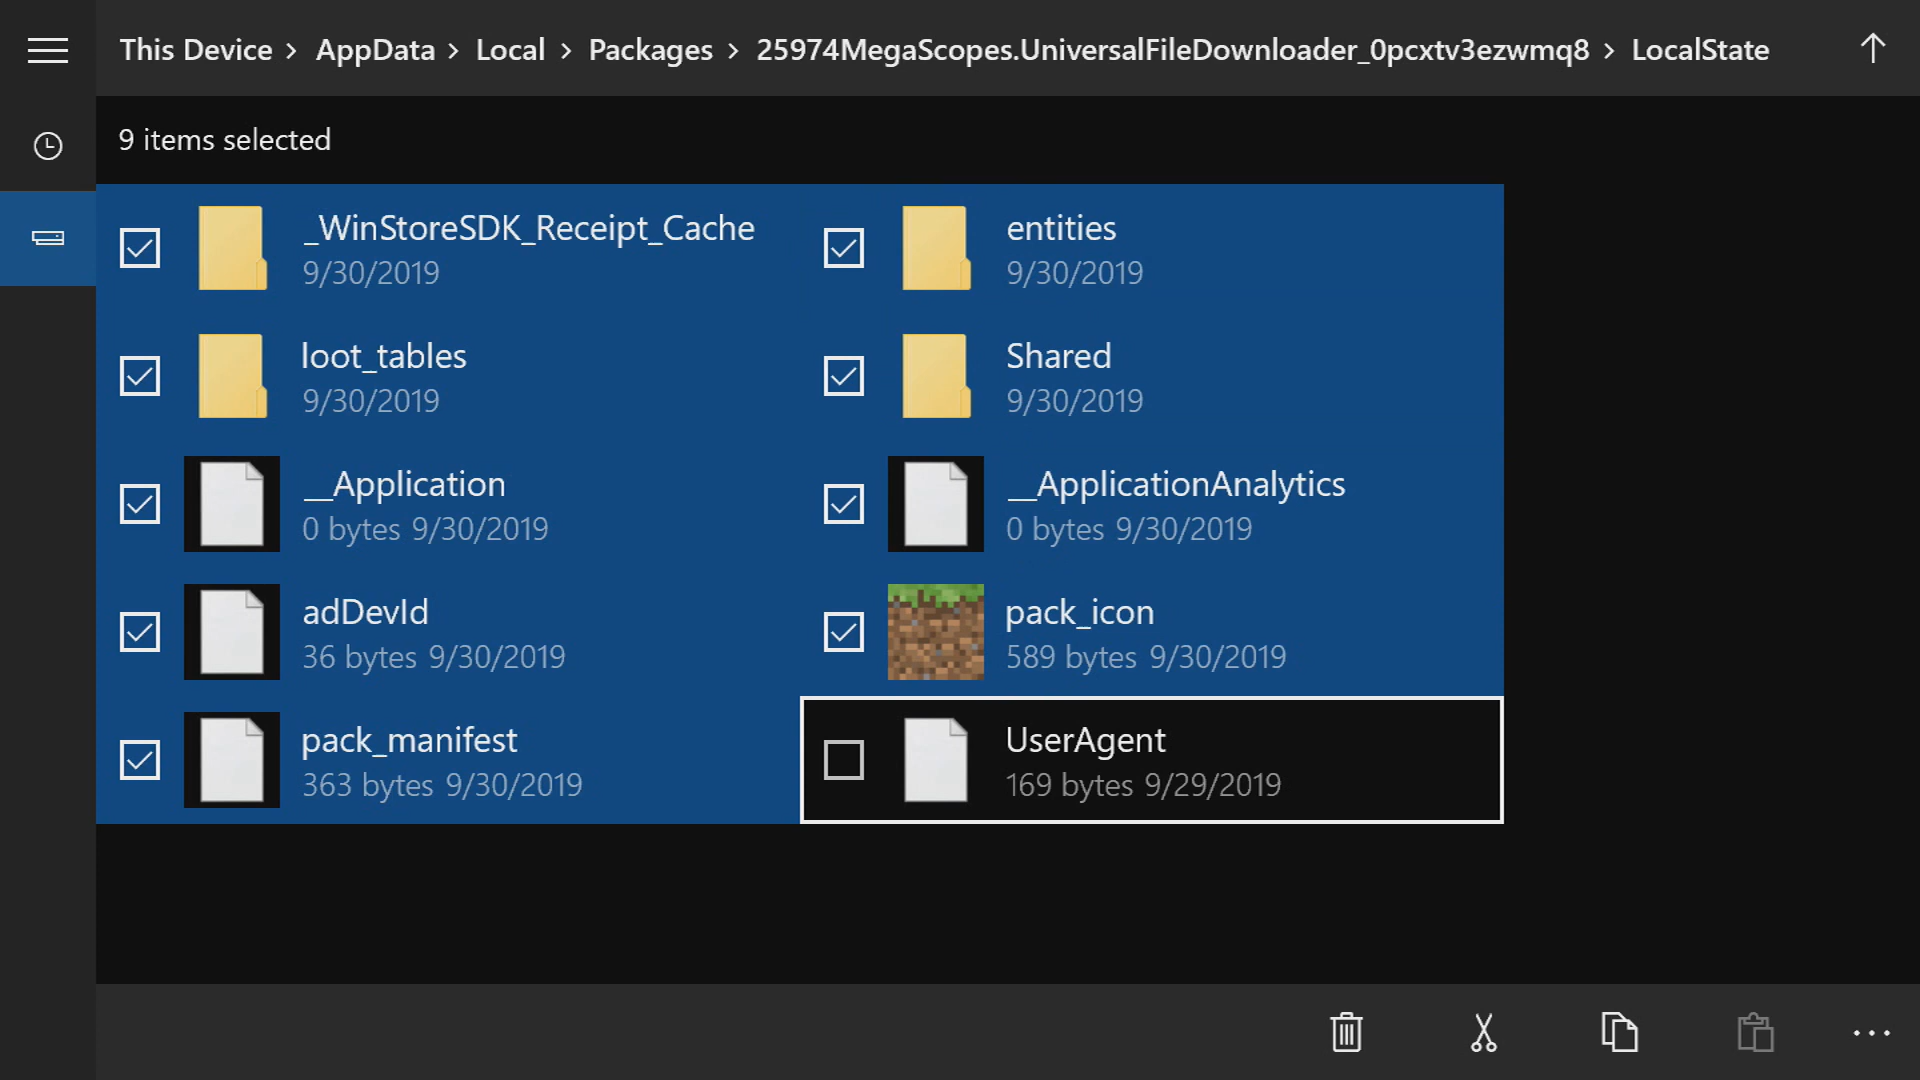 This Device > AppData > Local > Packages > 25974MegaScopes.UniversalFileDownloader_0pcxtv3ezwmq8 > LocalState
9 items selected
_WinStoreSDK_Receipt_Cache
9/30/2019
entities
9/30/2019
loot_tables
9/30/2019
Shared
9/30/2019
__Application
0 bytes 9/30/2019
__ApplicationAnalytics
0 bytes 9/30/2019
adDevId
36 bytes 9/30/2019
pack_icon
589 bytes 9/30/2019
pack_manifest
363 bytes 9/30/2019
UserAgent
169 bytes 9/29/2019